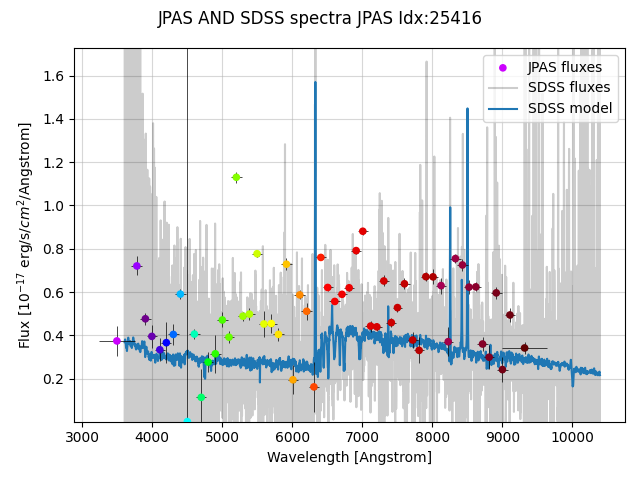 JPAS AND SDSS spectra JPAS Idx:25416
JPAS fluxes
SDSS fluxes
SDSS model
Flux [10⁻¹⁷ erg/s/cm²/Angstrom]
1.6
1.4
1.2
1.0
0.8
0.6
0.4
0.2
3000 4000 5000 6000 7000 8000 9000 10000
Wavelength [Angstrom]